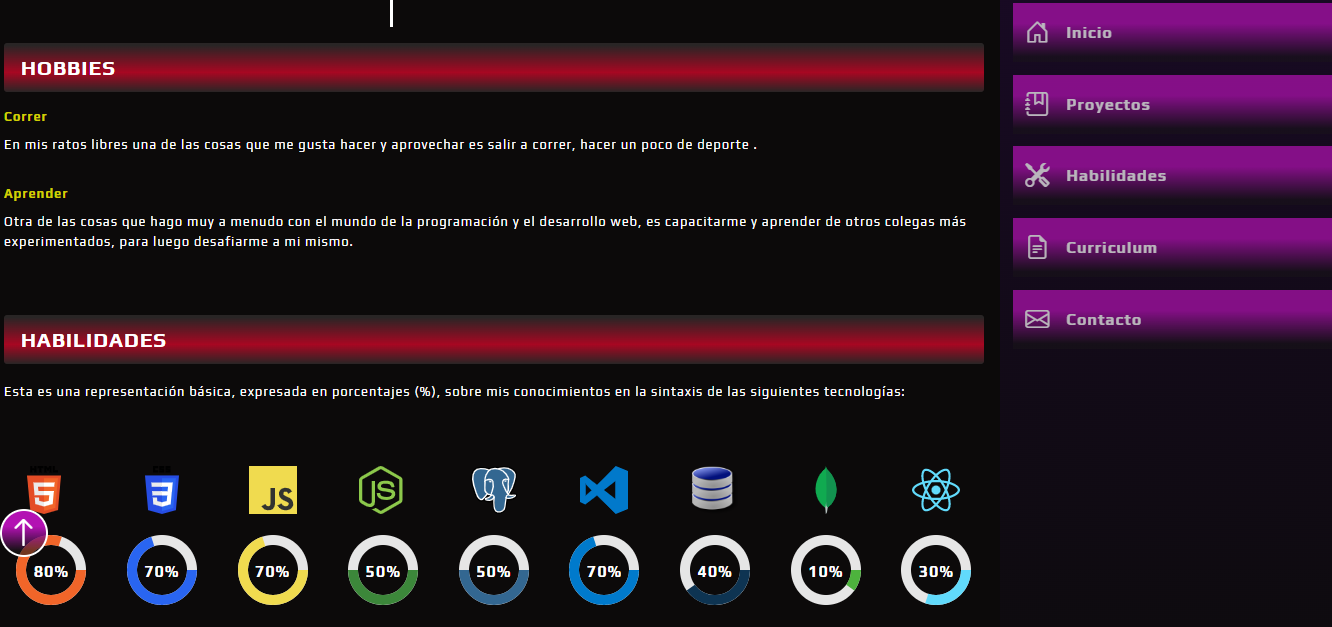 HOBBIES
Correr
En mis ratos libres una de las cosas que me gusta hacer y aprovechar es salir a correr, hacer un poco de deporte .
Aprender
Otra de las cosas que hago muy a menudo con el mundo de la programación y el desarrollo web, es capacitarme y aprender de otros colegas más
experimentados, para luego desafiarme a mi mismo.
HABILIDADES
Esta es una representación básica, expresada en porcentajes (%), sobre mis conocimientos en la sintaxis de las siguientes tecnologías:
HTML
CSS
5
3
JS
JS
80%
70%
70%
50%
50%
70%
40%
10%
30%
Inicio
Proyectos
Habilidades
Curriculum
Contacto